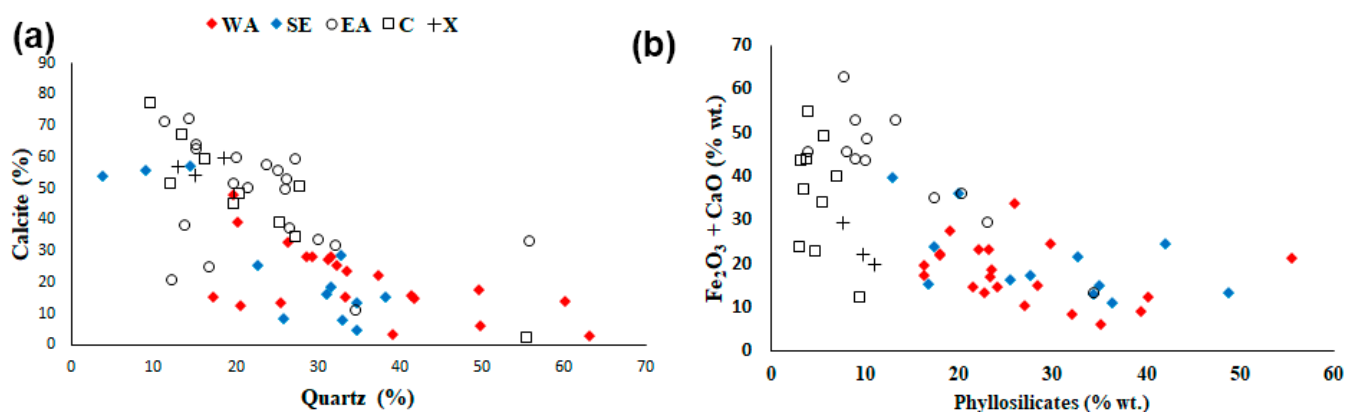 (a)
WA SE EA C X
90
80
70
60
50
40
30
20
10
0
Calcite (%)
0 10 20 30 40 50 60 70
Quartz (%)
(b)
70
60
50
40
30
20
10
0
Fe₂O₃ + CaO (% wt.)
0 10 20 30 40 50 60
Phyllosilicates (% wt.)